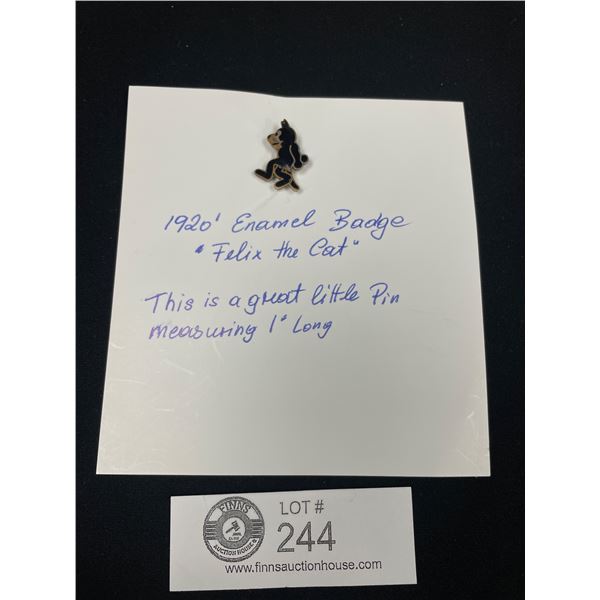 1920' Enamel Badge
"Felix the Cat"
This is a great little Pin
measuring 1" Long
FINNS
AUCTION HOUSE
LOT #
244
www.finnsauctionhouse.com